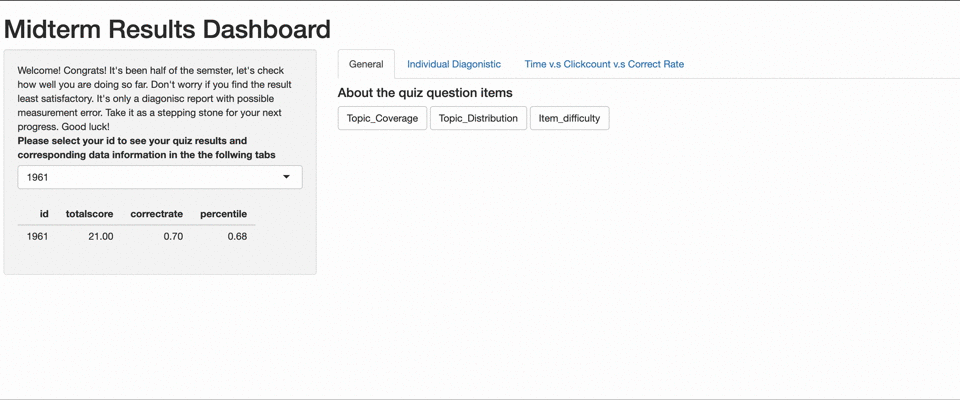 Midterm Results Dashboard
Welcome! Congrats! It's been half of the semster, let's check
how well you are doing so far. Don't worry if you find the result
least satisfactory. It's only a diagonisc report with possible
measurement error. Take it as a stepping stone for your next
progress. Good luck!
Please select your id to see your quiz results and
corresponding data information in the the follwing tabs
1961
id totalscore correctrate percentile
1961 21.00 0.70 0.68
General Individual Diagonistic Time v.s Clickcount v.s Correct Rate
About the quiz question items
Topic_Coverage Topic_Distribution Item_difficulty